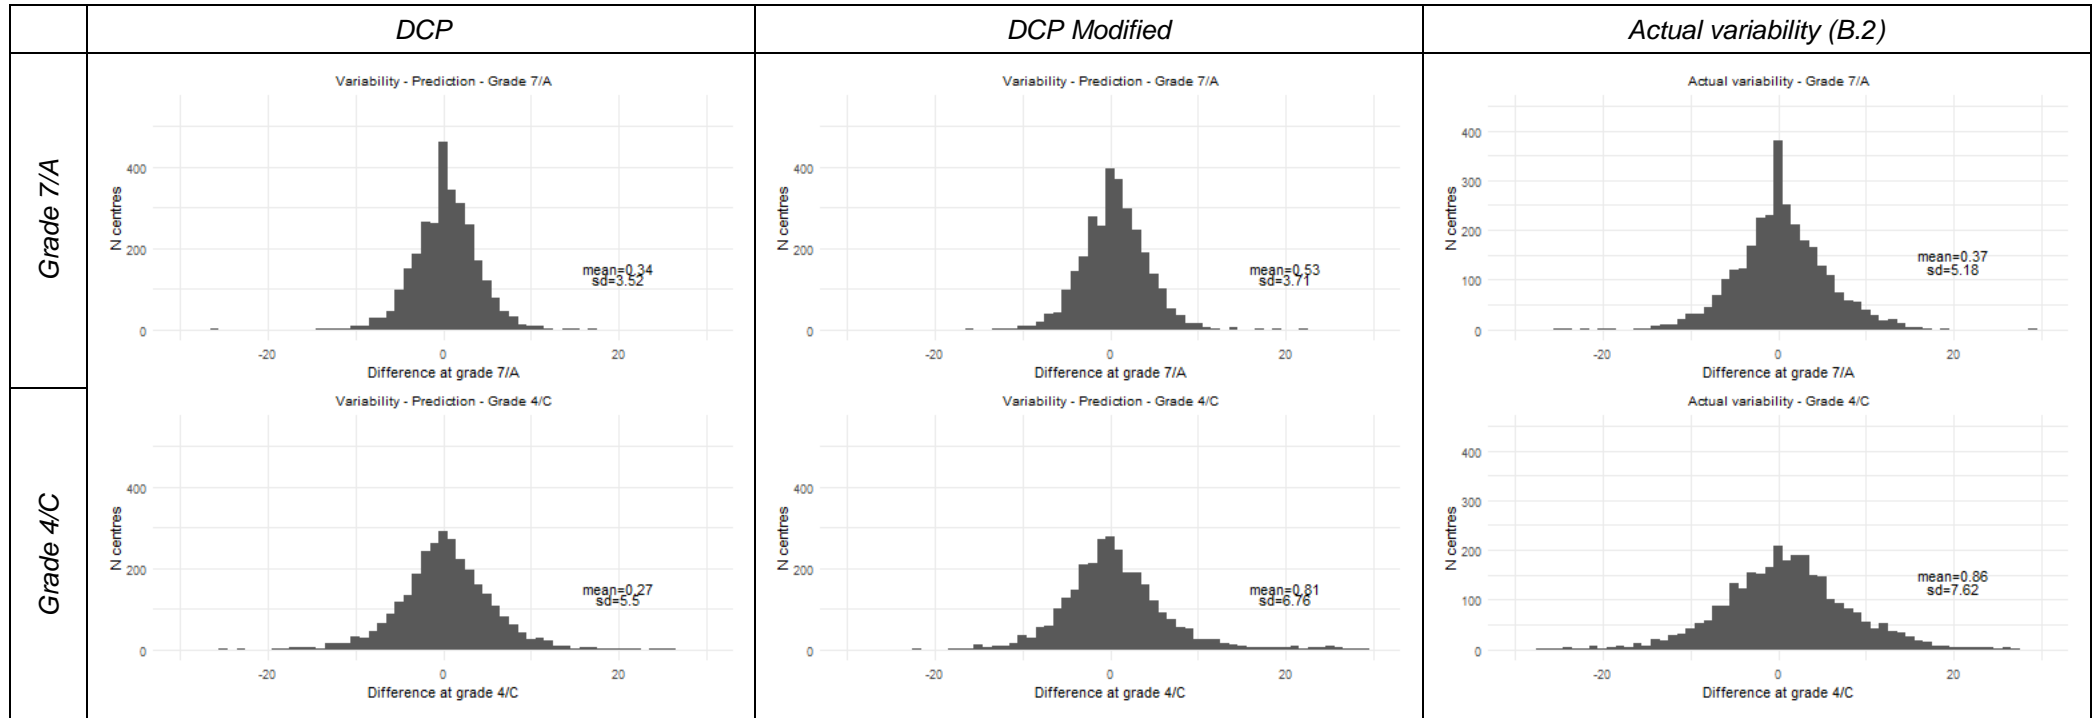 DCP
DCP Modified
Actual variability (B.2)
Grade 7/A
Variability - Prediction - Grade 7/A
N centres
400
200
0
mean=0.34
sd=3.52
-20
0
20
Difference at grade 7/A
Variability - Prediction - Grade 7/A
N centres
400
200
0
mean=0.53
sd=3.71
-20
0
20
Difference at grade 7/A
Actual variability - Grade 7/A
N centres
400
300
200
100
0
mean=0.37
sd=5.18
-20
0
20
Difference at grade 7/A
Grade 4/C
Variability - Prediction - Grade 4/C
N centres
400
200
0
mean=0.27
sd=5.5
-20
0
20
Difference at grade 4/C
Variability - Prediction - Grade 4/C
N centres
400
200
0
mean=0.81
sd=6.76
-20
0
20
Difference at grade 4/C
Actual variability - Grade 4/C
N centres
400
300
200
100
0
mean=0.86
sd=7.62
-20
0
20
Difference at grade 4/C